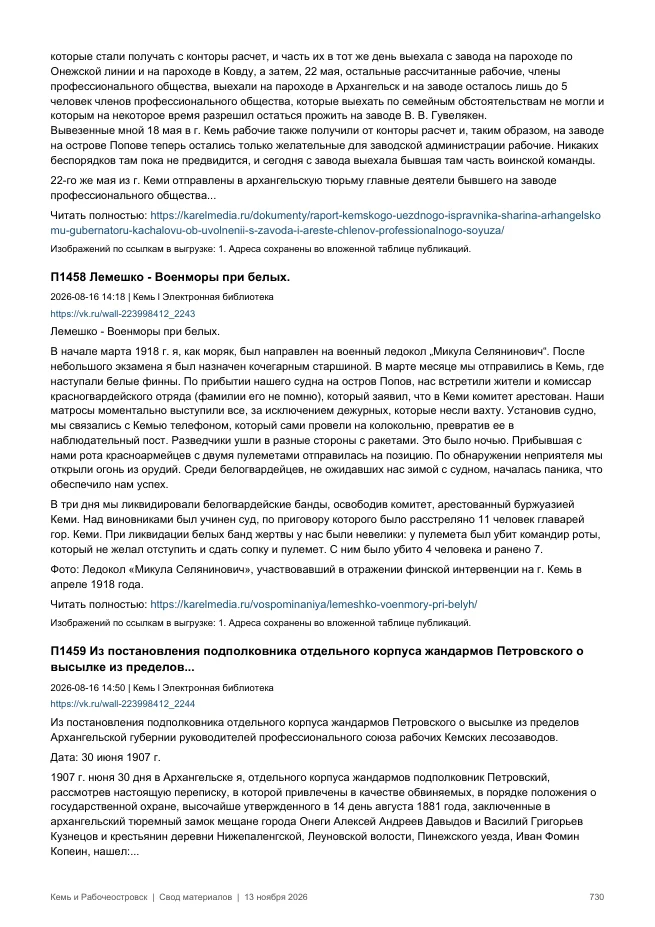 которые стали получать с конторы расчет, и часть их в тот же день выехала с завода на пароходе по
Онежской линии и на пароходе в Ковду, а затем, 22 мая, остальные рассчитанные рабочие, члены
профессионального общества, выехали на пароходе в Архангельск и на заводе осталось лишь до 5
человек членов профессионального общества, которые выехать по семейным обстоятельствам не могли и
которым на некоторое время разрешил остаться прожить на заводе В. В. Гувелякен.
Вывезенные мной 18 мая в г. Кемь рабочие также получили от конторы расчет и, таким образом, на заводе
на острове Попове теперь остались только желательные для заводской администрации рабочие. Никаких
беспорядков там пока не предвидится, и сегодня с завода выехала бывшая там часть воинской команды.
22-го же мая из г. Кеми отправлены в архангельскую тюрьму главные деятели бывшего на заводе
профессионального общества...
Читать полностью: https://karelmedia.ru/dokumenty/raport-kemskogo-uezdnogo-ispravnika-sharina-arhangelsko
mu-gubernatoru-kachalovu-ob-uvolnenii-s-zavoda-i-areste-chlenov-professionalnogo-soyuza/
Изображений по ссылкам в выгрузке: 1. Адреса сохранены во вложенной таблице публикаций.
П1458 Лемешко - Военморы при белых.
2026-08-16 14:18 | Кемь I Электронная библиотека
https://vk.ru/wall-223998412_2243
Лемешко - Военморы при белых.
В начале марта 1918 г. я, как моряк, был направлен на военный ледокол „Микула Селянинович“. После
небольшого экзамена я был назначен кочегарным старшиной. В марте месяце мы отправились в Кемь, где
наступали белые финны. По прибытии нашего судна на остров Попов, нас встретили жители и комиссар
красногвардейского отряда (фамилии его не помню), который заявил, что в Кеми комитет арестован. Наши
матросы моментально выступили все, за исключением дежурных, которые несли вахту. Установив судно,
мы связались с Кемью телефоном, который сами провели на колокольню, превратив ее в
наблюдательный пост. Разведчики ушли в разные стороны с ракетами. Это было ночью. Прибывшая с
нами рота красноармейцев с двумя пулеметами отправилась на позицию. По обнаружении неприятеля мы
открыли огонь из орудий. Среди белогвардейцев, не ожидавших нас зимой с судном, началась паника, что
обеспечило нам успех.
В три дня мы ликвидировали белогвардейские банды, освободив комитет, арестованный буржуазией
Кеми. Над виновниками был учинен суд, по приговору которого было расстреляно 11 человек главарей
гор. Кеми. При ликвидации белых банд жертвы у нас были невелики: у пулемета был убит командир роты,
который не желал отступить и сдать сопку и пулемет. С ним было убито 4 человека и ранено 7.
Фото: Ледокол «Микула Селянинович», участвовавший в отражении финской интервенции на г. Кемь в
апреле 1918 года.
Читать полностью: https://karelmedia.ru/vospominaniya/lemeshko-voenmory-pri-belyh/
Изображений по ссылкам в выгрузке: 1. Адреса сохранены во вложенной таблице публикаций.
П1459 Из постановления подполковника отдельного корпуса жандармов Петровского о
высылке из пределов...
2026-08-16 14:50 | Кемь I Электронная библиотека
https://vk.ru/wall-223998412_2244
Из постановления подполковника отдельного корпуса жандармов Петровского о высылке из пределов
Архангельской губернии руководителей профессионального союза рабочих Кемских лесозаводов.
Дата: 30 июня 1907 г.
1907 г. нюня 30 дня в Архангельске я, отдельного корпуса жандармов подполковник Петровский,
рассмотрев настоящую переписку, в которой привлечены в качестве обвиняемых, в порядке положения о
государственной охране, высочайше утвержденного в 14 день августа 1881 года, заключенные в
архангельский тюремный замок мещане города Онеги Алексей Андреев Давыдов и Василий Григорьев
Кузнецов и крестьянин деревни Нижепаленгской, Леуновской волости, Пинежского уезда, Иван Фомин
Копеин, нашел:...
Кемь и Рабочеостровск | Свод материалов | 13 ноября 2026
730